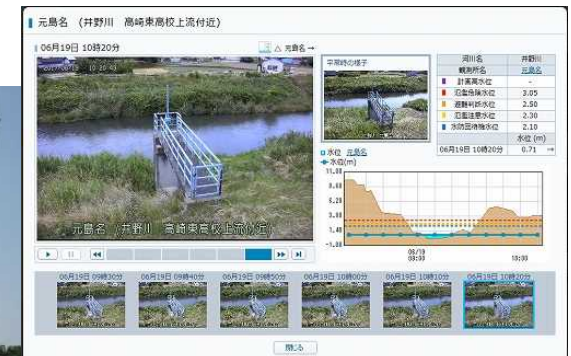 元島名 (井野川 高崎東高校上流付近)
06月19日 10時20分
△ 元島名→
10:20:43
元島名 (井野川 高崎東高校上流付近)
平常時の様子
河川名 井野川
観測所名 元島名
計画高水位 -
氾濫危険水位 3.05
避難判断水位 2.50
氾濫注意水位 2.30
水防団待機水位 2.10
水位 (m)
06月19日 10時20分 0.71 →
水位 元島名
水位(m)
11.00
3.00
-1.00
06/19
09:00
10:00
06月19日 09時30分
06月19日 09時40分
06月19日 09時50分
06月19日 10時00分
06月19日 10時10分
06月19日 10時20分
閉じる